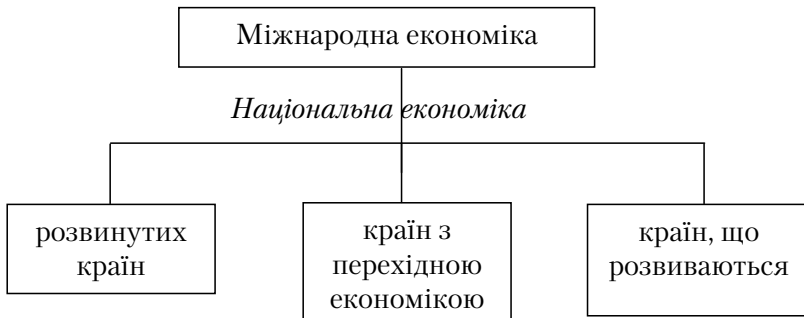 Міжнародна економіка
Національна економіка
розвинутих
країн
країн з
перехідною
економікою
країн, що
розвиваються